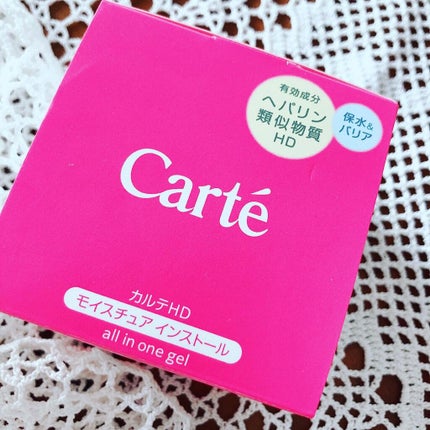 有効成分
ヘパリン
類似物質
HD
保水&
バリア
Carté
カルテHD
モイスチュア インストール
all in one gel